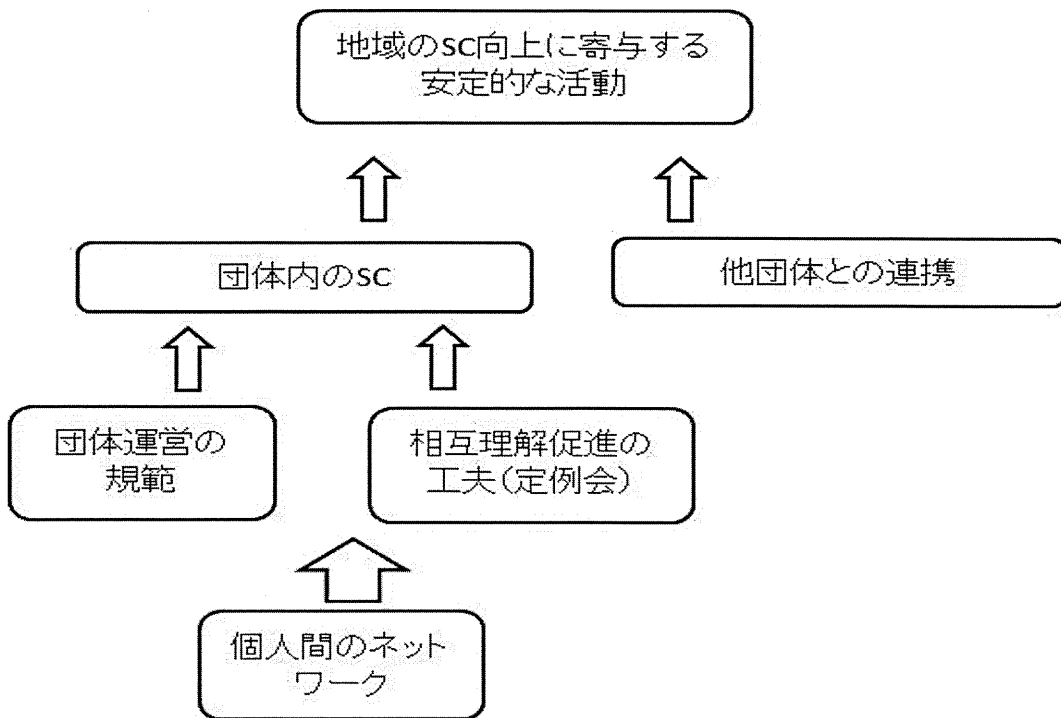 地域のSC向上に寄与する
安定的な活動
団体内のSC
他団体との連携
団体運営の
規範
相互理解促進の
工夫(定例会)
個人間のネット
ワーク